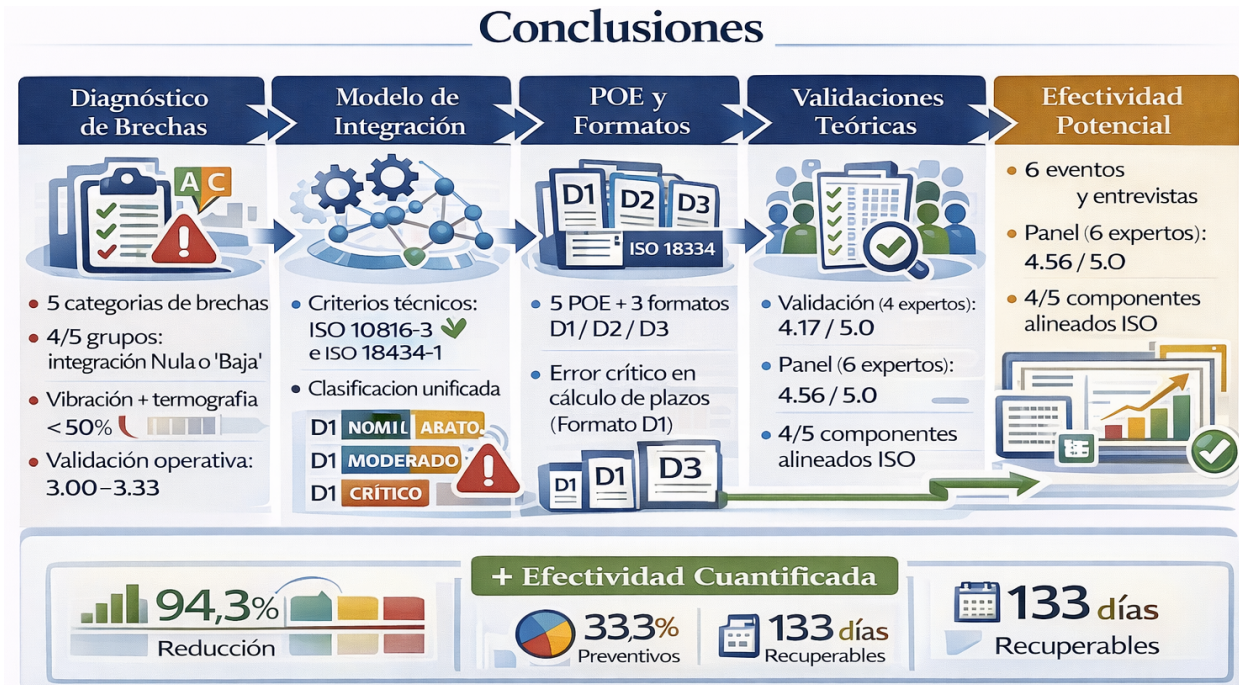 Conclusiones
Diagnóstico
de Brechas
A C
• 5 categorias de brechas
• 4/5 grupos:
integración Nula o 'Baja'
• Vibración + termografia
< 50%
• Validación operativa:
3.00–3.33
Modelo de
Integración
• Criterios técnicos:
ISO 10816-3
e ISO 18434-1
• Clasificacion unificada
D1 NOMIL ABATO.
D1 MODERADO
D1 CRÍTICO
POE y
Formatos
D1 D2 D3
ISO 18334
• 5 POE + 3 formatos
D1 / D2 / D3
• Error crítico en
cálculo de plazos
(Formato D1)
D1 D1 D3
Validaciones
Teóricas
• Validación (4 expertos):
4.17 / 5.0
• Panel (6 expertos):
4.56 / 5.0
• 4/5 componentes
alineados ISO
Efectividad
Potencial
• 6 eventos
y entrevistas
• Panel (6 expertos):
4.56 / 5.0
• 4/5 componentes
alineados ISO
+ Efectividad Cuantificada
94,3%
Reducción
33,3%
Preventivos
133 días
Recuperables
133 días
Recuperables